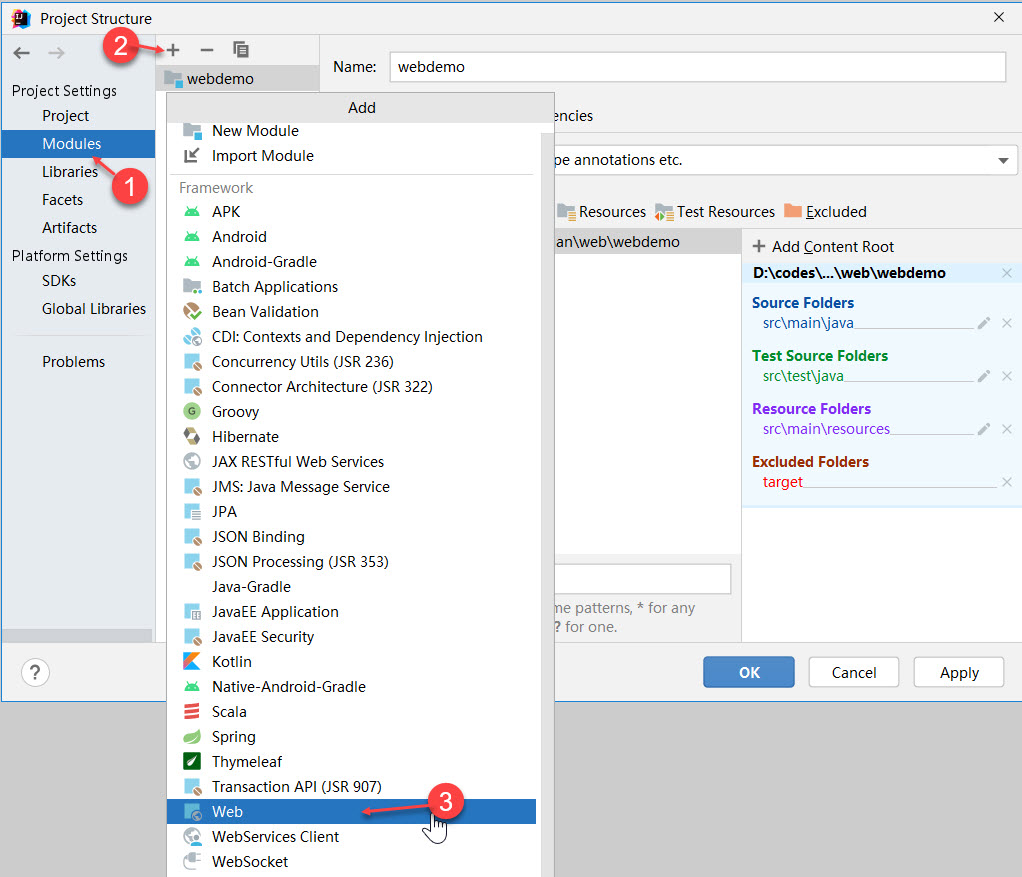 Project Structure
2
webdemo
Name:
webdemo
Project Settings
Project
Modules
Libraries
Facets
Artifacts
Platform Settings
SDKs
Global Libraries
Problems
1
Add
New Module
Import Module
Framework
APK
Android
Android-Gradle
Batch Applications
Bean Validation
CDI: Contexts and Dependency Injection
Concurrency Utils (JSR 236)
Connector Architecture (JSR 322)
G
Groovy
Hibernate
JAX RESTful Web Services
JMS: Java Message Service
JPA
JSON Binding
JSON Processing (JSR 353)
Java-Gradle
JavaEE Application
JavaEE Security
Kotlin
Native-Android-Gradle
Scala
Spring
Thymeleaf
Transaction API (JSR 907)
Web
3
WebServices Client
WebSocket
encies
pe annotations etc.
Resources Test Resources Excluded
an\web\webdemo
Add Content Root
D:\codes\...\web\webdemo
Source Folders
src\main\java
Test Source Folders
src\test\java
Resource Folders
src\main\resources
Excluded Folders
target
me patterns, * for any
? for one.
?
OK Cancel Apply